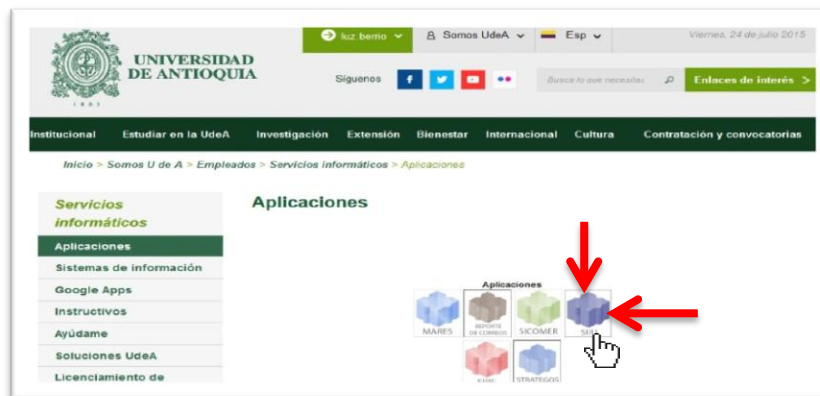 luz.berrio
Somos UdeA
Esp
Viernes, 24 de julio 2015
UNIVERSIDAD
DE ANTIOQUIA
1803
Síguenos
Busca lo que necesitas
Enlaces de interés >
Institucional Estudiar en la UdeA Investigación Extensión Bienestar Internacional Cultura Contratación y convocatorias
Inicio > Somos U de A > Empleados > Servicios informáticos > Aplicaciones
Servicios
informáticos
Aplicaciones
Aplicaciones
Sistemas de información
Google Apps
Instructivos
Ayúdame
Soluciones UdeA
Licenciamiento de
Aplicaciones
MARES
REPORTE
DE COMBOS
SICOMER
STRATEGOS